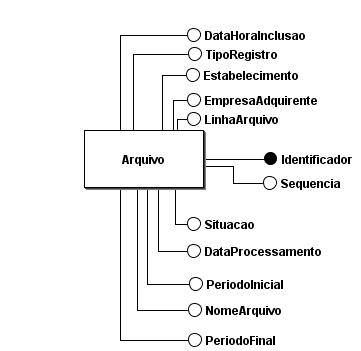 DataHoraInclusao
TipoRegistro
Estabelecimento
EmpresaAdquirente
LinhaArquivo
Arquivo
Identificador
Sequencia
Situacao
DataProcessamento
PeriodoInicial
NomeArquivo
PeriodoFinal